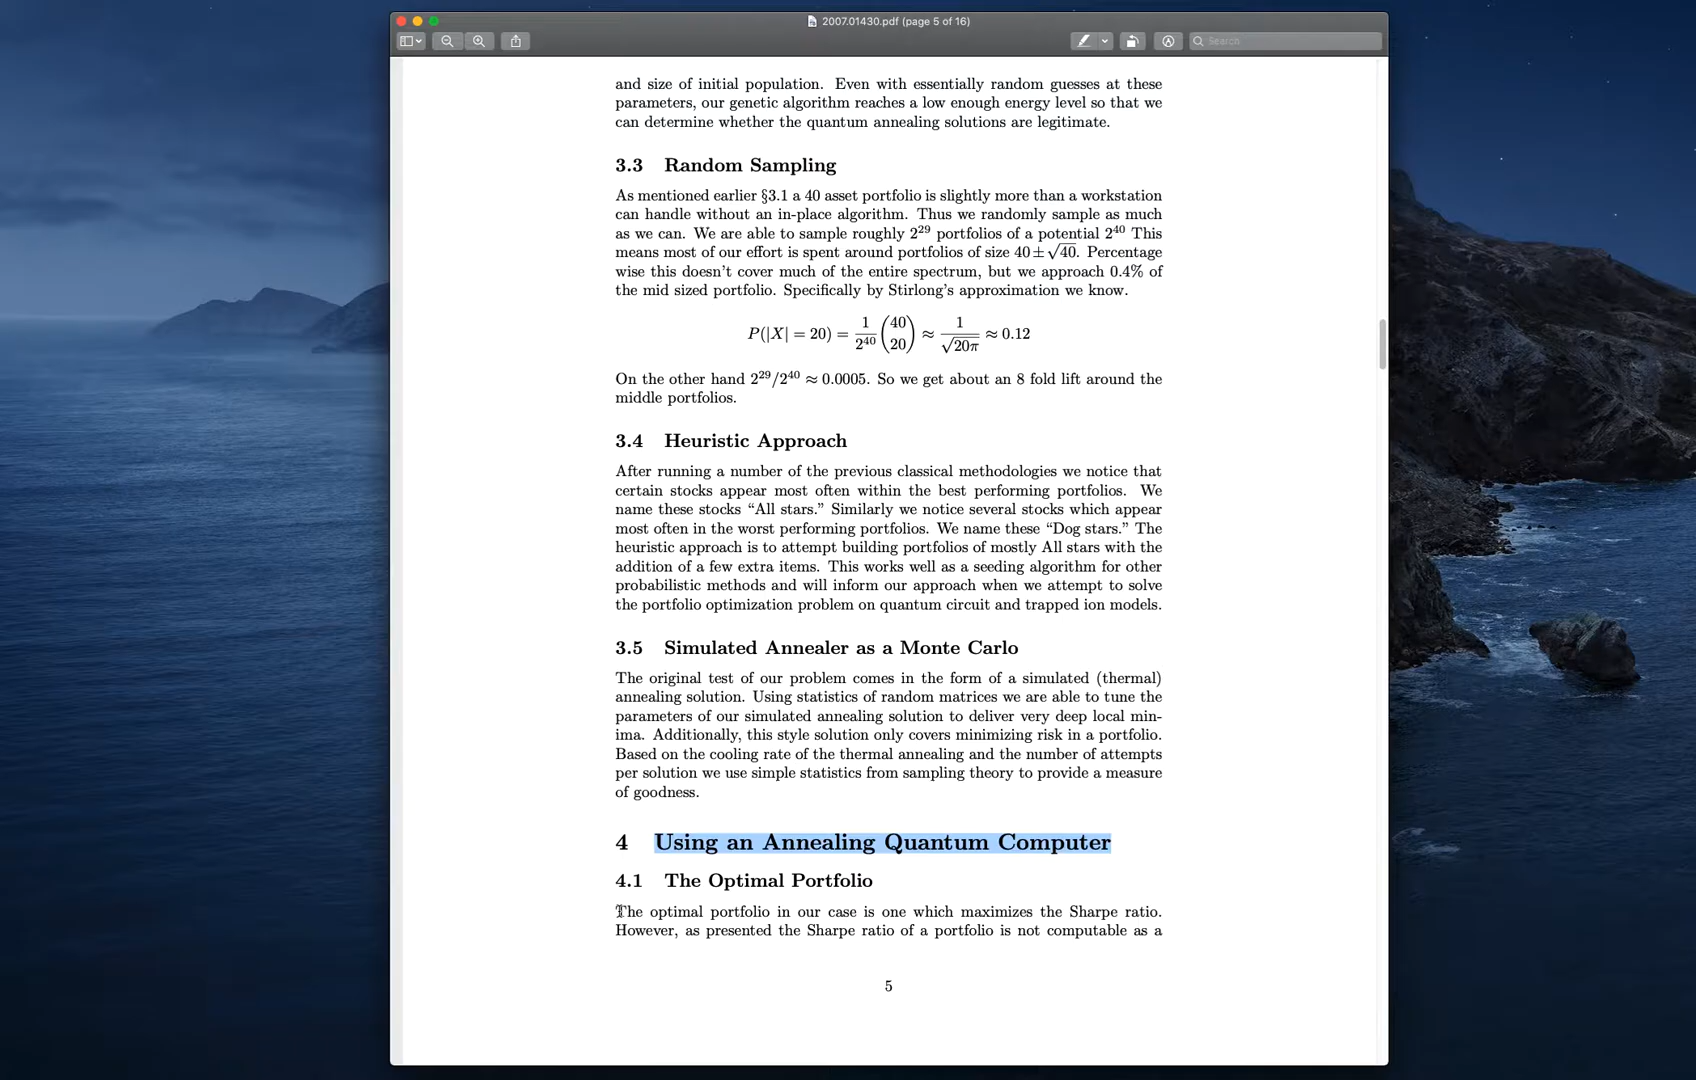 2007.01430.pdf (page 5 of 16)
Search
and size of initial population. Even with essentially random guesses at these
parameters, our genetic algorithm reaches a low enough energy level so that we
can determine whether the quantum annealing solutions are legitimate.
3.3 Random Sampling
As mentioned earlier §3.1 a 40 asset portfolio is slightly more than a workstation
can handle without an in-place algorithm. Thus we randomly sample as much
as we can. We are able to sample roughly 2²⁹ portfolios of a potential 2⁴⁰ This
means most of our effort is spent around portfolios of size 40±√40. Percentage
wise this doesn't cover much of the entire spectrum, but we approach 0.4% of
the mid sized portfolio. Specifically by Stirlong's approximation we know.
P(|X| = 20) = 1/2⁴⁰ (40 20) ≈ 1/√20π ≈ 0.12
On the other hand 2²⁹/2⁴⁰ ≈ 0.0005. So we get about an 8 fold lift around the
middle portfolios.
3.4 Heuristic Approach
After running a number of the previous classical methodologies we notice that
certain stocks appear most often within the best performing portfolios. We
name these stocks “All stars.” Similarly we notice several stocks which appear
most often in the worst performing portfolios. We name these “Dog stars.” The
heuristic approach is to attempt building portfolios of mostly All stars with the
addition of a few extra items. This works well as a seeding algorithm for other
probabilistic methods and will inform our approach when we attempt to solve
the portfolio optimization problem on quantum circuit and trapped ion models.
3.5 Simulated Annealer as a Monte Carlo
The original test of our problem comes in the form of a simulated (thermal)
annealing solution. Using statistics of random matrices we are able to tune the
parameters of our simulated annealing solution to deliver very deep local min-
ima. Additionally, this style solution only covers minimizing risk in a portfolio.
Based on the cooling rate of the thermal annealing and the number of attempts
per solution we use simple statistics from sampling theory to provide a measure
of goodness.
4 Using an Annealing Quantum Computer
4.1 The Optimal Portfolio
The optimal portfolio in our case is one which maximizes the Sharpe ratio.
However, as presented the Sharpe ratio of a portfolio is not computable as a
5